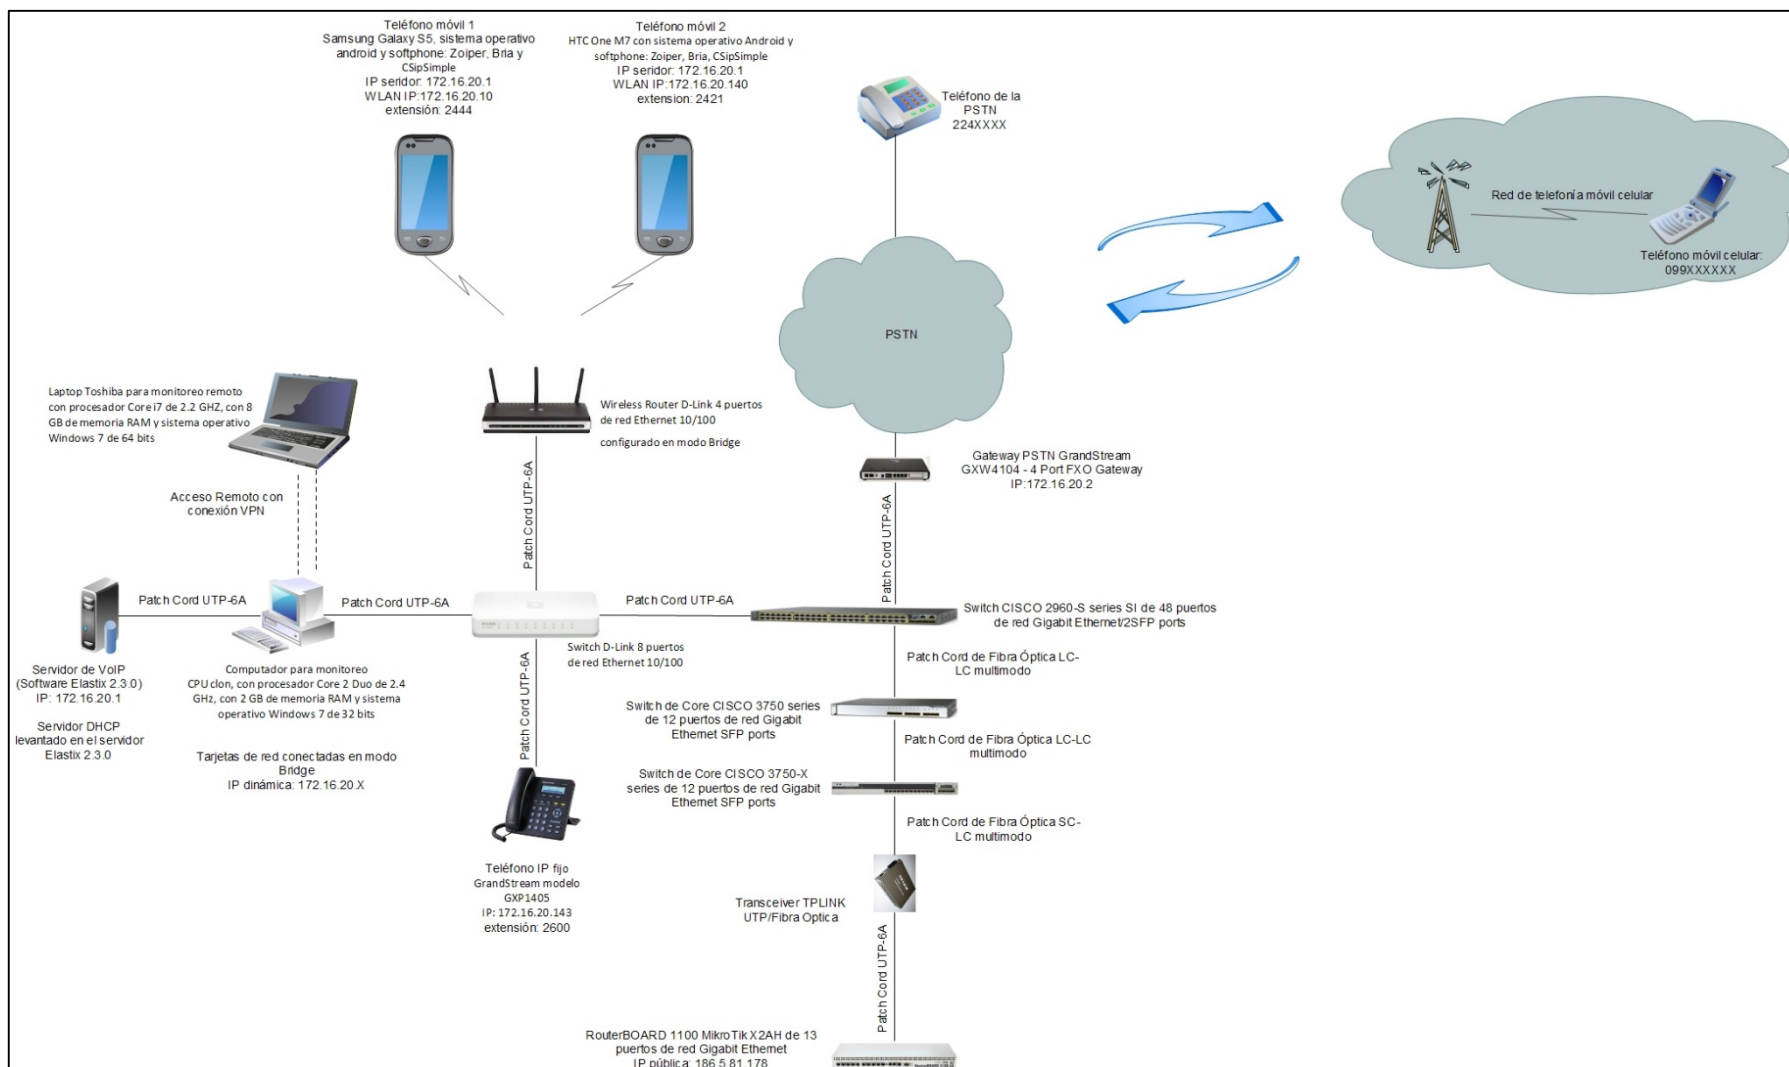 Teléfono móvil 1
Samsung Galaxy S5, sistema operativo
android y softphone: Zoiper, Bria y
CSipSimple
IP seridor: 172.16.20.1
WLAN IP:172.16.20.10
extensión: 2444
Teléfono móvil 2
HTC One M7 con sistema operativo Android y
softphone: Zoiper, Bria, CSipSimple
IP seridor: 172.16.20.1
WLAN IP:172.16.20.140
extension: 2421
Teléfono de la
PSTN
224XXXX
Red de telefonía móvil celular
Teléfono móvil celular:
099XXXXXX
PSTN
Laptop Toshiba para monitoreo remoto
con procesador Core i7 de 2.2 GHZ, con 8
GB de memoria RAM y sistema operativo
Windows 7 de 64 bits
Wireless Router D-Link 4 puertos
de red Ethernet 10/100
configurado en modo Bridge
Gateway PSTN GrandStream
GXW4104 - 4 Port FXO Gateway
IP:172.16.20.2
Acceso Remoto con
conexión VPN
Patch Cord UTP-6A
Patch Cord UTP-6A
Patch Cord UTP-6A
Patch Cord UTP-6A
Patch Cord UTP-6A
Switch CISCO 2960-S series SI de 48 puertos
de red Gigabit Ethernet/2SFP ports
Switch D-Link 8 puertos
de red Ethernet 10/100
Servidor de VoIP
(Software Elastix 2.3.0)
IP: 172.16.20.1
Servidor DHCP
levantado en el servidor
Elastix 2.3.0
Computador para monitoreo
CPU clon, con procesador Core 2 Duo de 2.4
GHz, con 2 GB de memoria RAM y sistema
operativo Windows 7 de 32 bits
Tarjetas de red conectadas en modo
Bridge
IP dinámica: 172.16.20.X
Patch Cord UTP-6A
Patch Cord de Fibra Óptica LC-
LC multimodo
Switch de Core CISCO 3750 series
de 12 puertos de red Gigabit
Ethernet SFP ports
Patch Cord de Fibra Óptica LC-LC
multimodo
Switch de Core CISCO 3750-X
series de 12 puertos de red Gigabit
Ethernet SFP ports
Patch Cord de Fibra Óptica SC-
LC multimodo
Teléfono IP fijo
GrandStream modelo
GXP1405
IP: 172.16.20.143
extensión: 2600
Transceiver TPLINK
UTP/Fibra Optica
Patch Cord UTP-6A
RouterBOARD 1100 MikroTik X2AH de 13
puertos de red Gigabit Ethernet
IP pública: 186.5.81.178